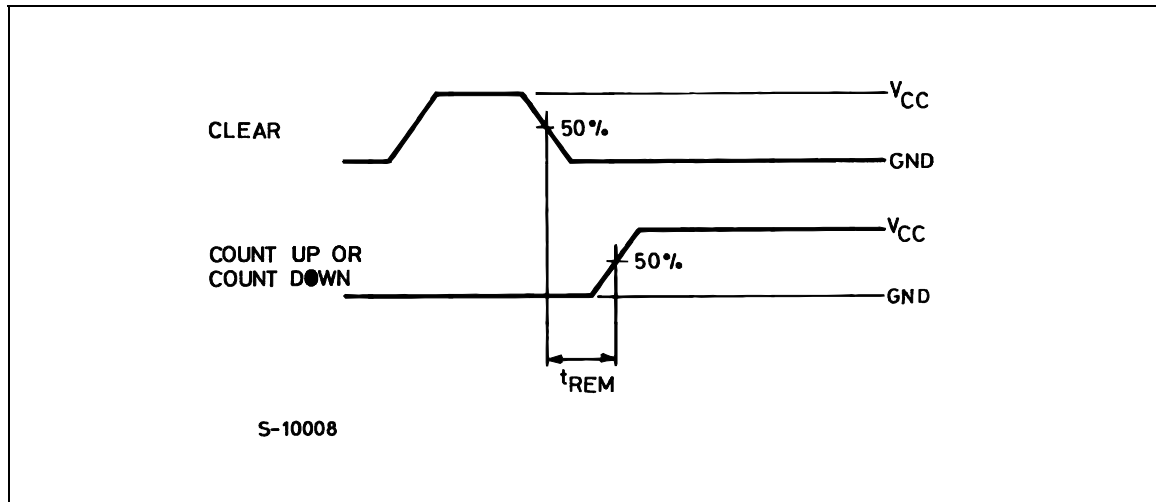 VCC
CLEAR
50%
GND
COUNT UP OR
COUNT DOWN
VCC
50%
GND
tREM
S-10008